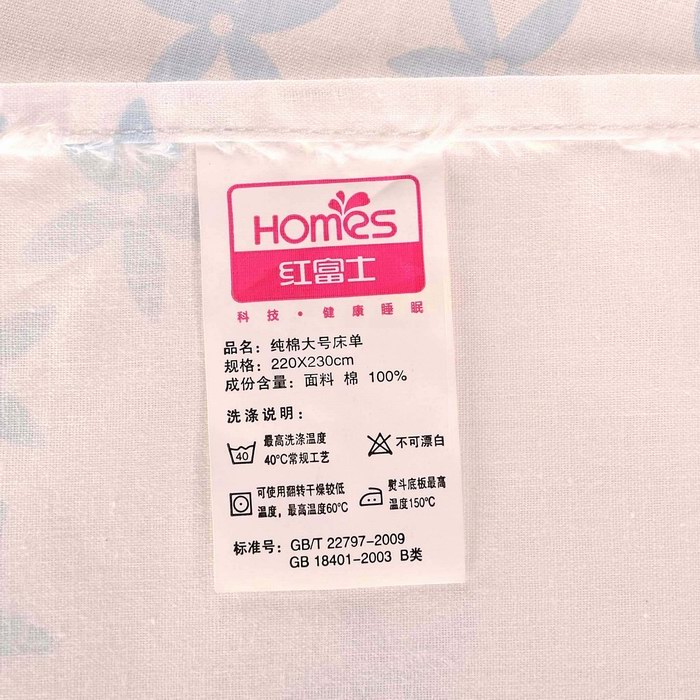 HOMES
红富士
科技·健康睡眠
品名：纯棉大号床单
规格：220X230cm
成份含量：面料 棉 100%
洗涤说明：
40
最高洗涤温度
40℃常规工艺
不可漂白
可使用翻转干燥较低
温度，最高温度60℃
熨斗底板最高
温度150℃
标准号：GB/T 22797-2009
GB 18401-2003 B类